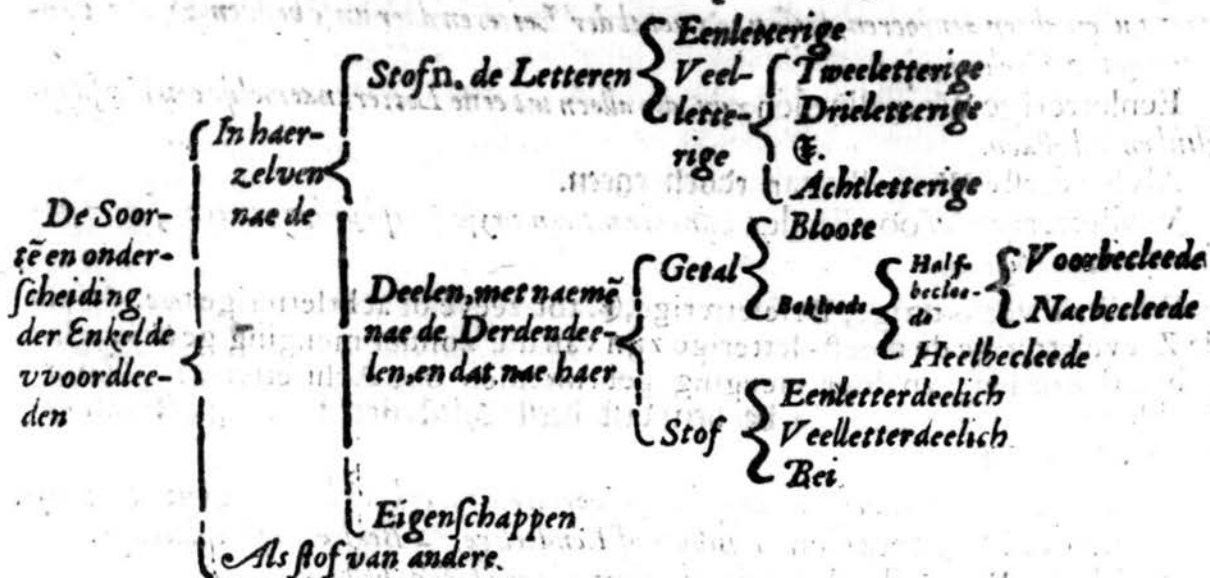 De Soor-
tẽ en onder-
ſcheiding
der Enkelde
vvoordlee-
den
In haer-
zelven
nae de
Stof n. de Letteren
Eenletterige
Veel-
lette-
rige
Tweeletterige
Drieletterige
&.
Achtletterige
Deelen, met naemẽ
nae de Derdendee-
len, en dat, nae haer
Getal
Bloote
Bekleede
Half-
beclee-
de
Voorbecleede
Naebecleede
Heelbecleede
Stof
Eenletterdeelich
Veelletterdeelich
Bei
Eigenſchappen
Als ſtof van andere.